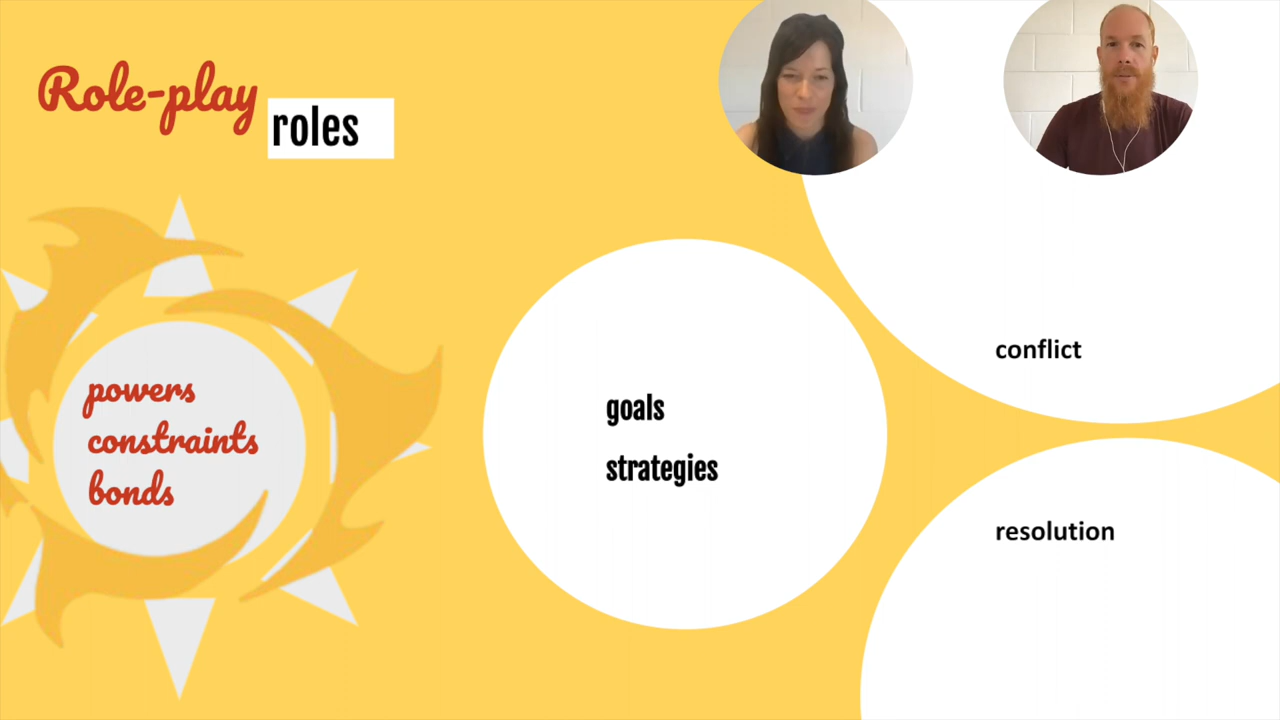 Role-play
roles
powers
constraints
bonds
goals
strategies
conflict
resolution